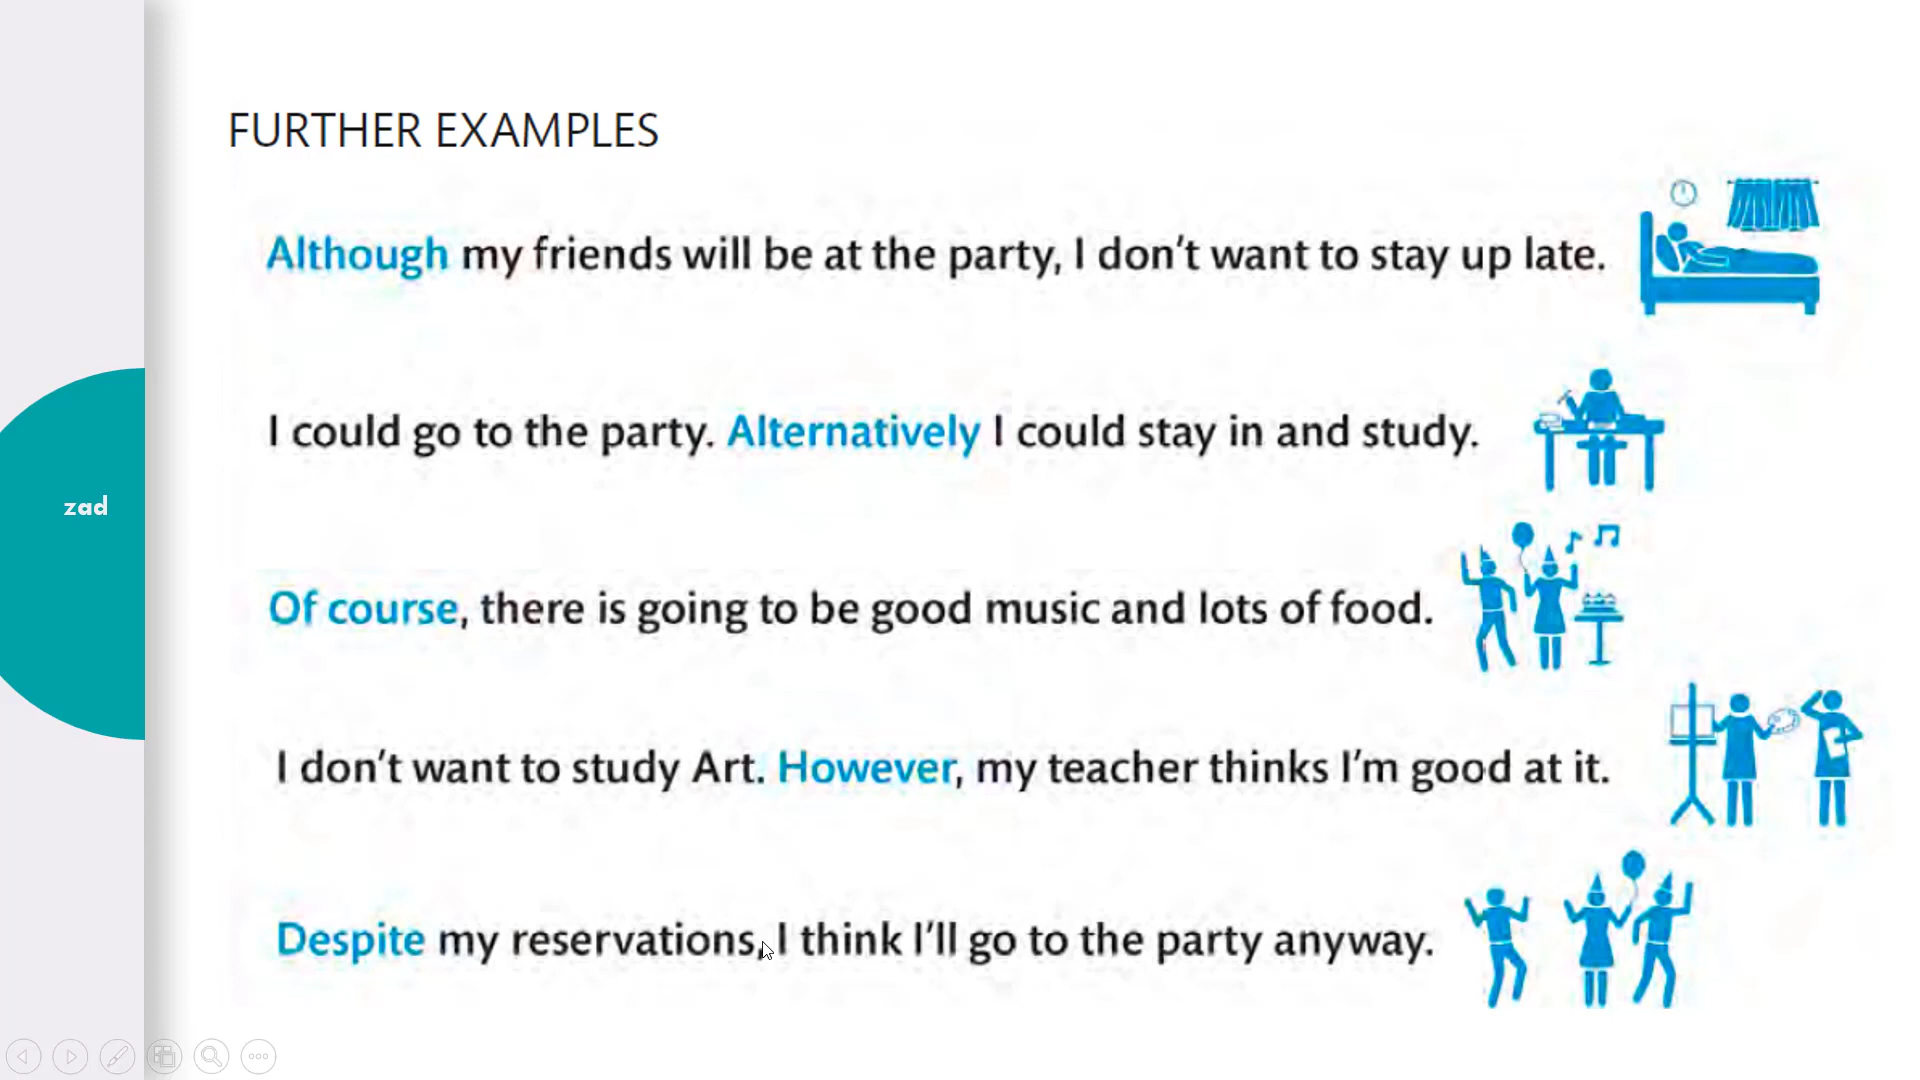 FURTHER EXAMPLES
Although my friends will be at the party, I don't want to stay up late.
I could go to the party. Alternatively I could stay in and study.
zad
Of course, there is going to be good music and lots of food.
I don't want to study Art. However, my teacher thinks I'm good at it.
Despite my reservations, I think I'll go to the party anyway.